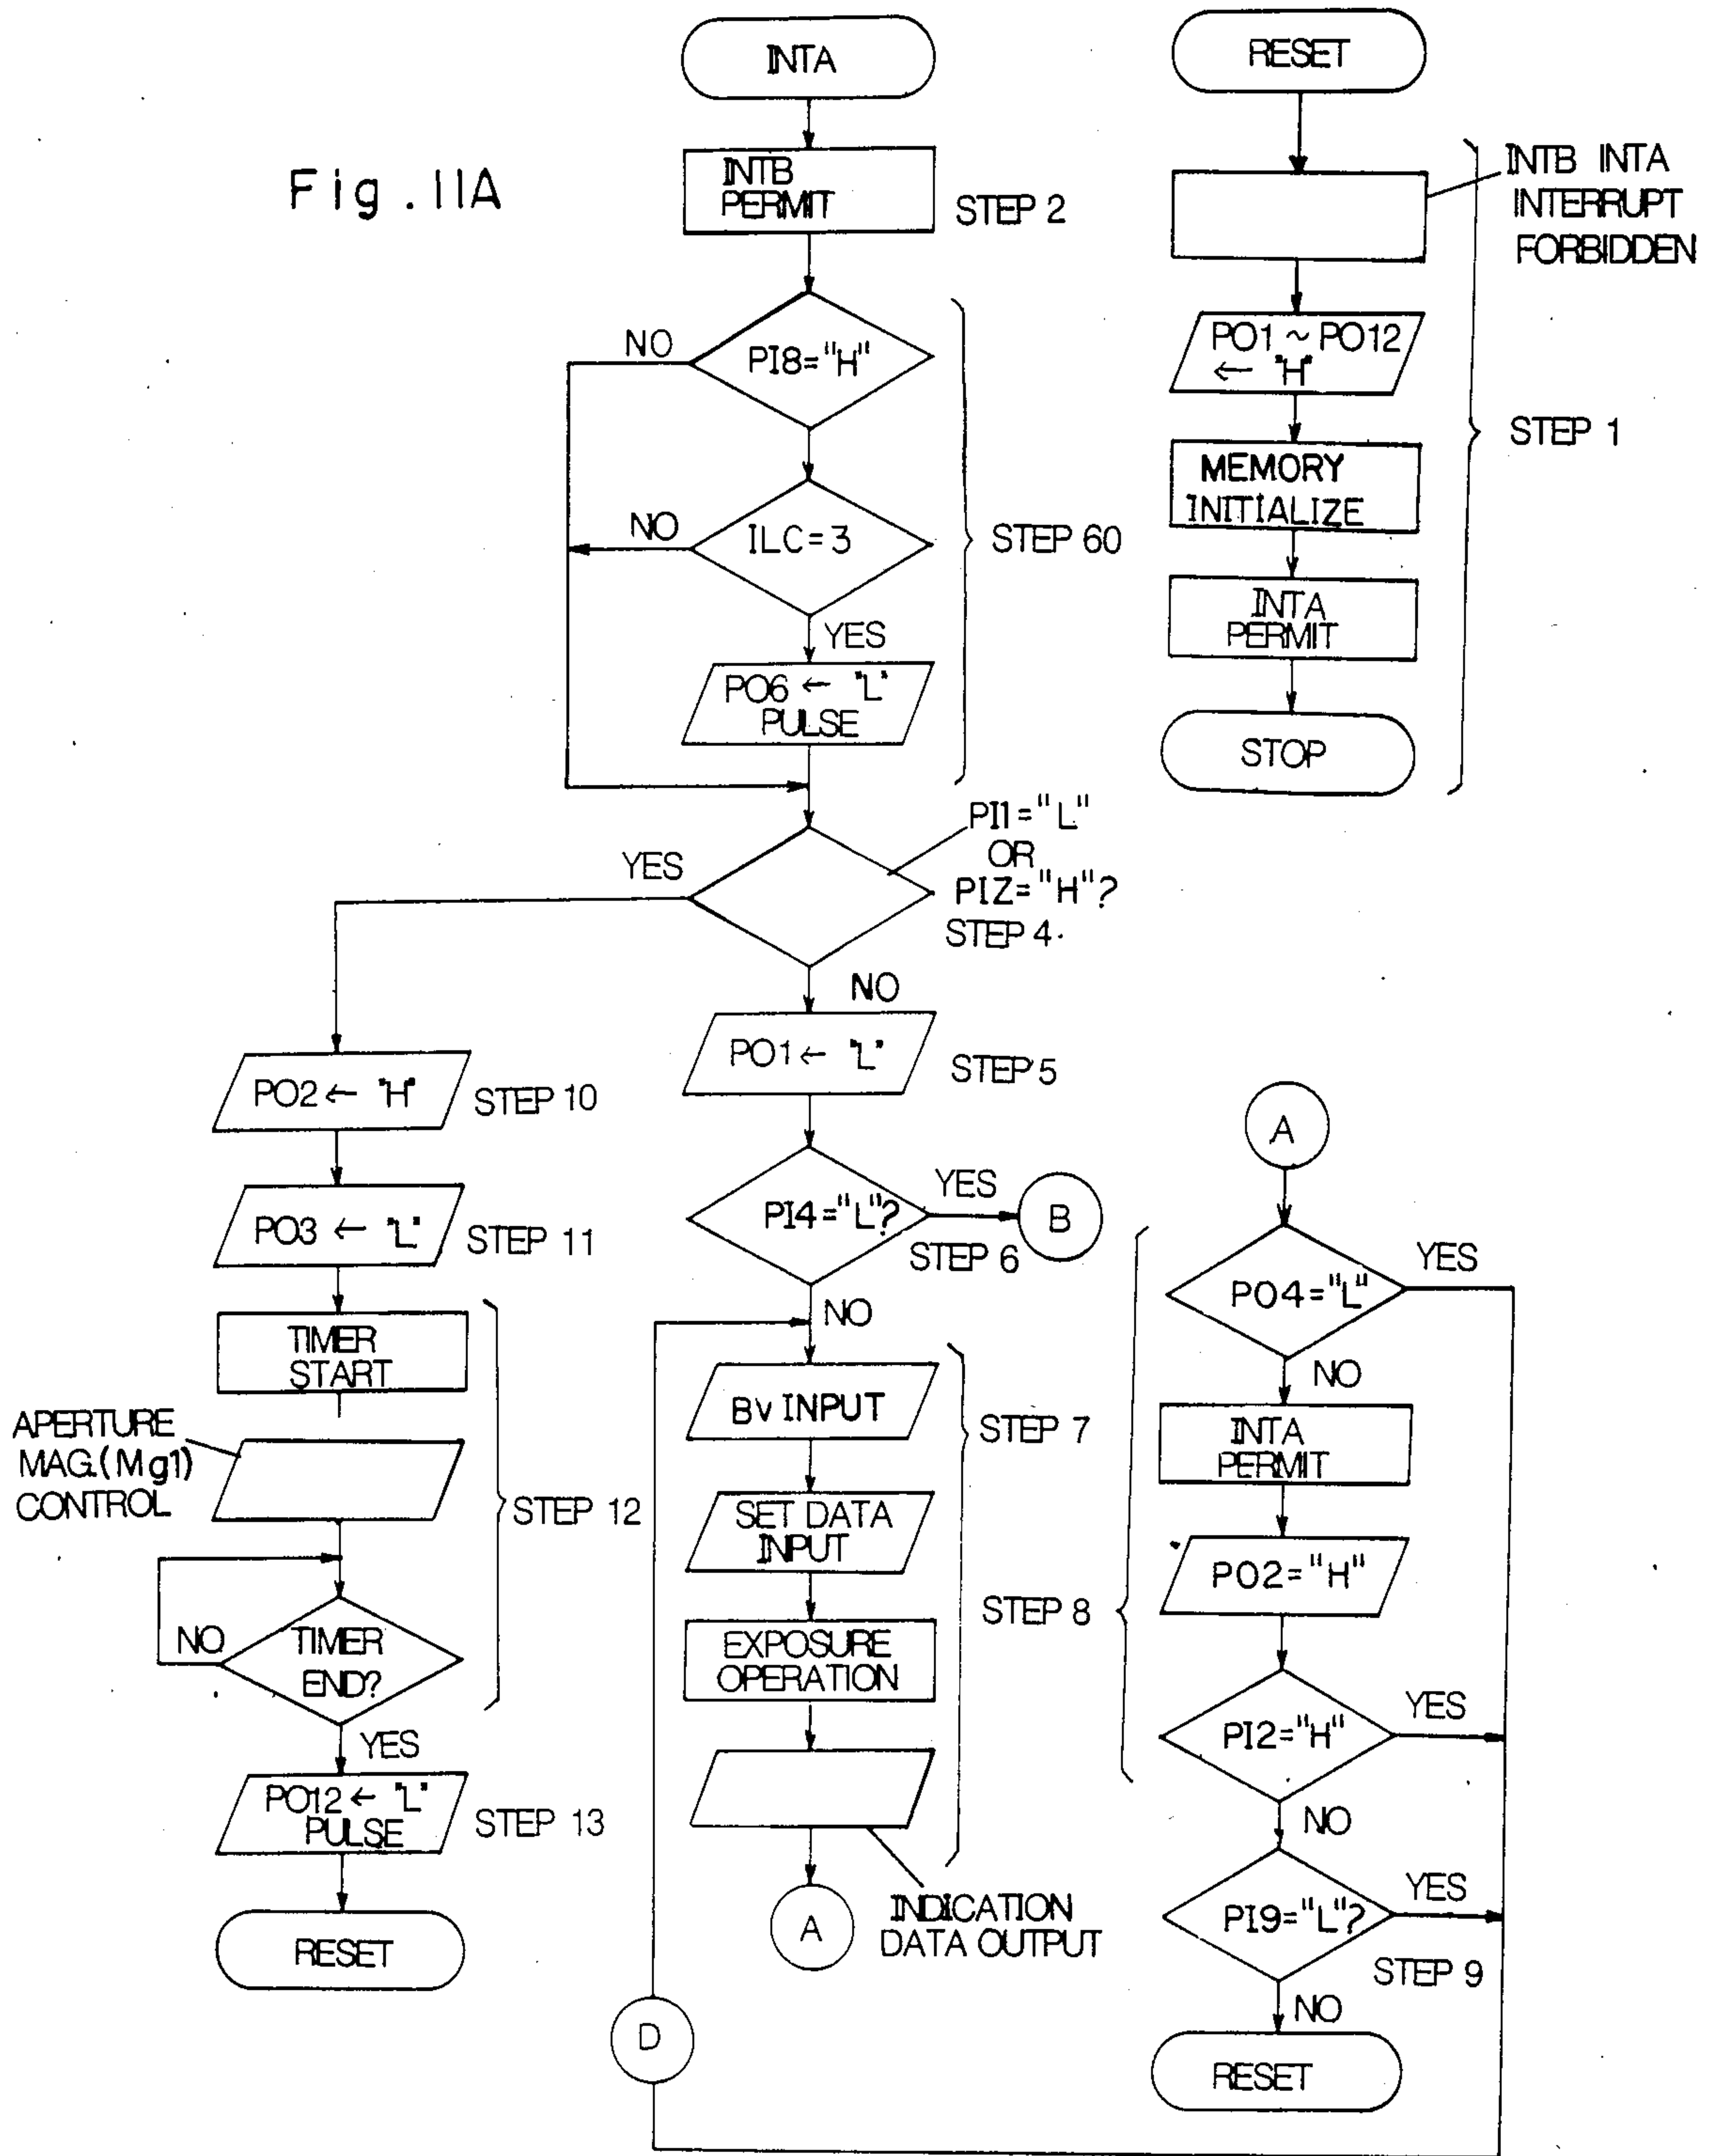 Fig. 11A
INTA
INTB
PERMIT
STEP 2
PI8="H"
NO
ILC=3
NO
YES
STEP 60
PO6 ← "L"
PULSE
PI1="L"
OR
PIZ="H"?
STEP 4.
YES
NO
PO1 ← "L"
STEP 5
PI4="L"?
YES
B
STEP 6
NO
BV INPUT
STEP 7
SET DATA
INPUT
EXPOSURE
OPERATION
INDICATION
DATA OUTPUT
A
D
PO2 ← "H"
STEP 10
PO3 ← "L"
STEP 11
TIMER
START
APERTURE
MAG.(Mg1)
CONTROL
STEP 12
NO
TIMER
END?
YES
PO12 ← "L"
PULSE
STEP 13
RESET
RESET
INTB INTA
INTERRUPT
FORBIDDEN
PO1 ~ PO12
← "H"
STEP 1
MEMORY
INITIALIZE
INTA
PERMIT
STOP
A
PO4="L"
YES
NO
INTA
PERMIT
PO2="H"
STEP 8
PI2="H"
YES
NO
PI9="L"?
YES
STEP 9
NO
RESET